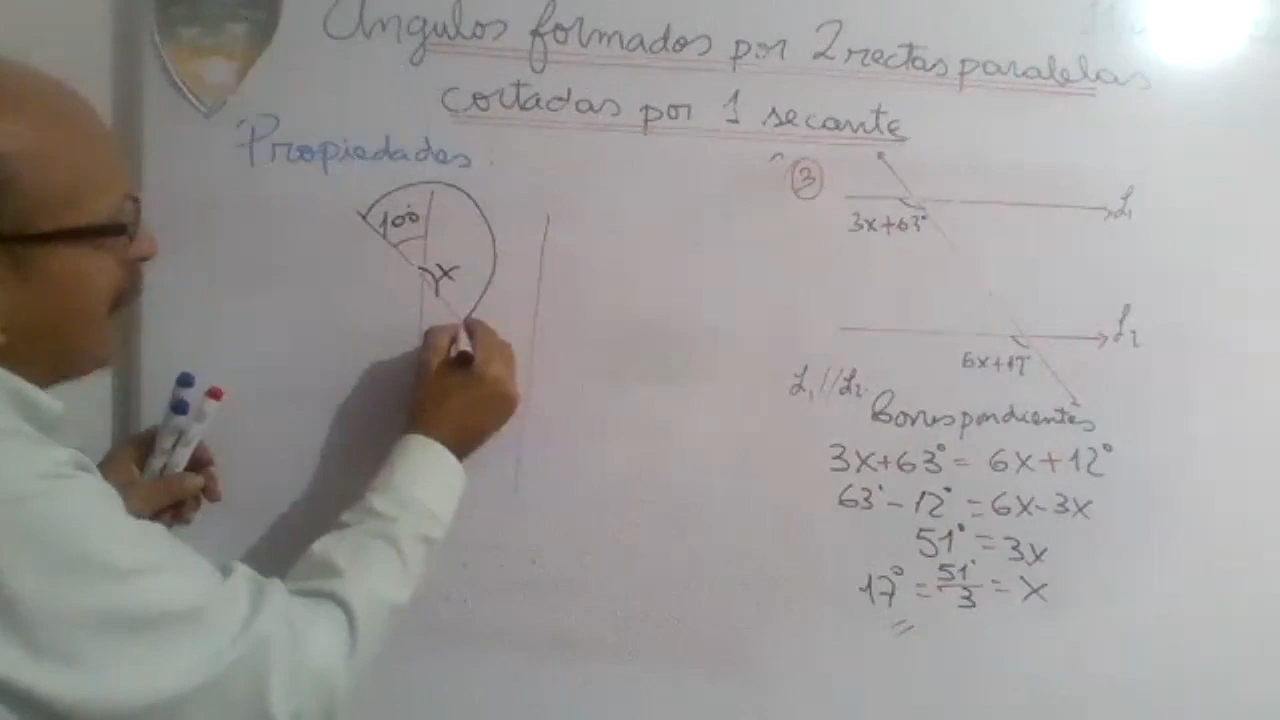 Angulos formados por 2 rectas paralelas
cortadas por 1 secante
Propiedades.
100°
X
3
L1
3x+63°
L2
6x+12°
L1//L2.
Correspondientes
3x+63° = 6x+12°
63° - 12° = 6x-3x
51° = 3x
17° = 51°/3 = x